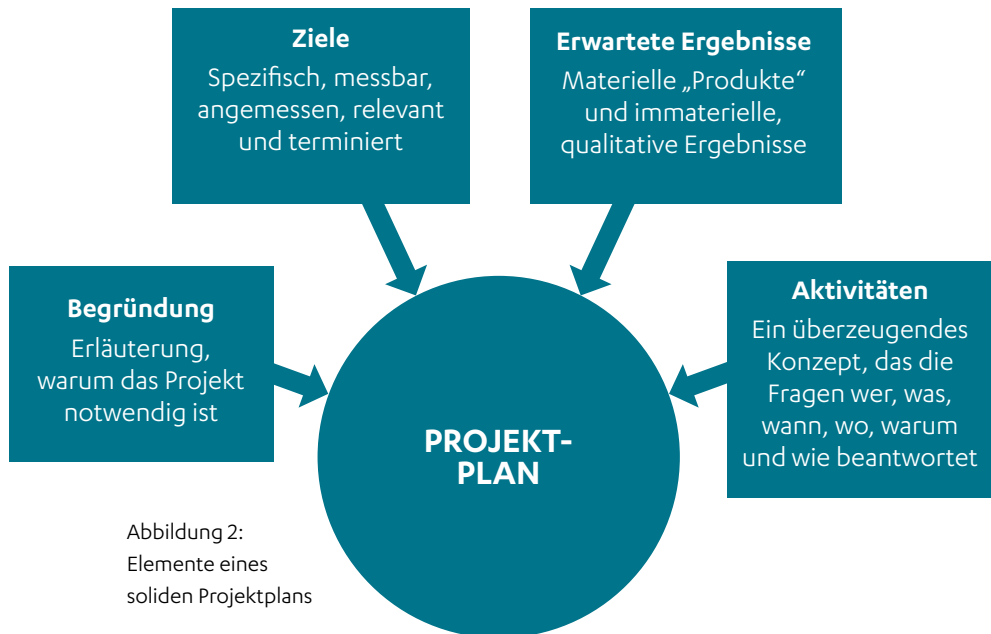 Ziele
Spezifisch, messbar,
angemessen, relevant
und terminiert
Erwartete Ergebnisse
Materielle „Produkte“
und immaterielle,
qualitative Ergebnisse
Begründung
Erläuterung,
warum das Projekt
notwendig ist
Aktivitäten
Ein überzeugendes
Konzept, das die
Fragen wer, was,
wann, wo, warum
und wie beantwortet
PROJEKT-
PLAN
Abbildung 2:
Elemente eines
soliden Projektplans